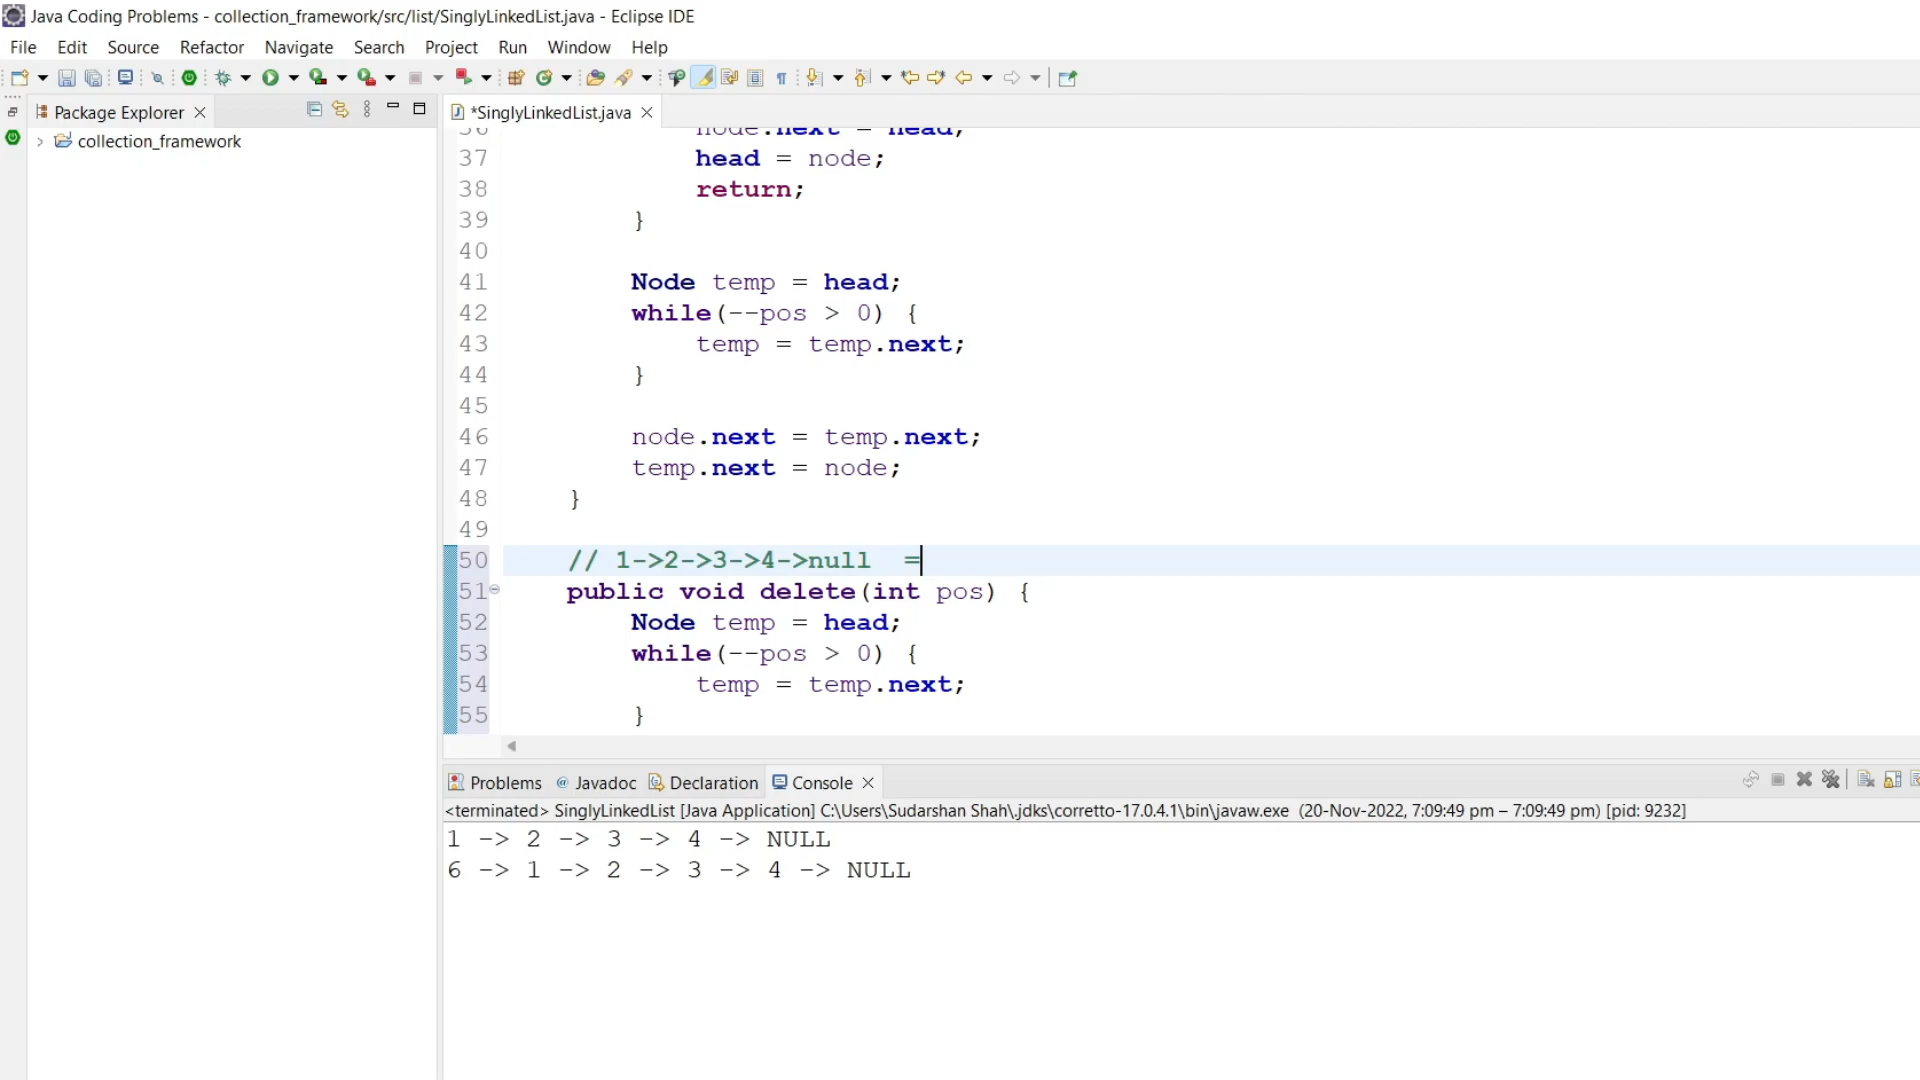 Java Coding Problems - collection_framework/src/list/SinglyLinkedList.java - Eclipse IDE
File Edit Source Refactor Navigate Search Project Run Window Help
Package Explorer
*SinglyLinkedList.java
collection_framework
36 node.next = head;
37 head = node;
38 return;
39 }
40
41 Node temp = head;
42 while(--pos > 0) {
43 temp = temp.next;
44 }
45
46 node.next = temp.next;
47 temp.next = node;
48 }
49
50 // 1->2->3->4->null  =
51 public void delete(int pos) {
52 Node temp = head;
53 while(--pos > 0) {
54 temp = temp.next;
55 }
Problems @ Javadoc Declaration Console
<terminated> SinglyLinkedList [Java Application] C:\Users\Sudarshan Shah\.jdks\corretto-17.0.4.1\bin\javaw.exe (20-Nov-2022, 7:09:49 pm – 7:09:49 pm) [pid: 9232]
1 -> 2 -> 3 -> 4 -> NULL
6 -> 1 -> 2 -> 3 -> 4 -> NULL